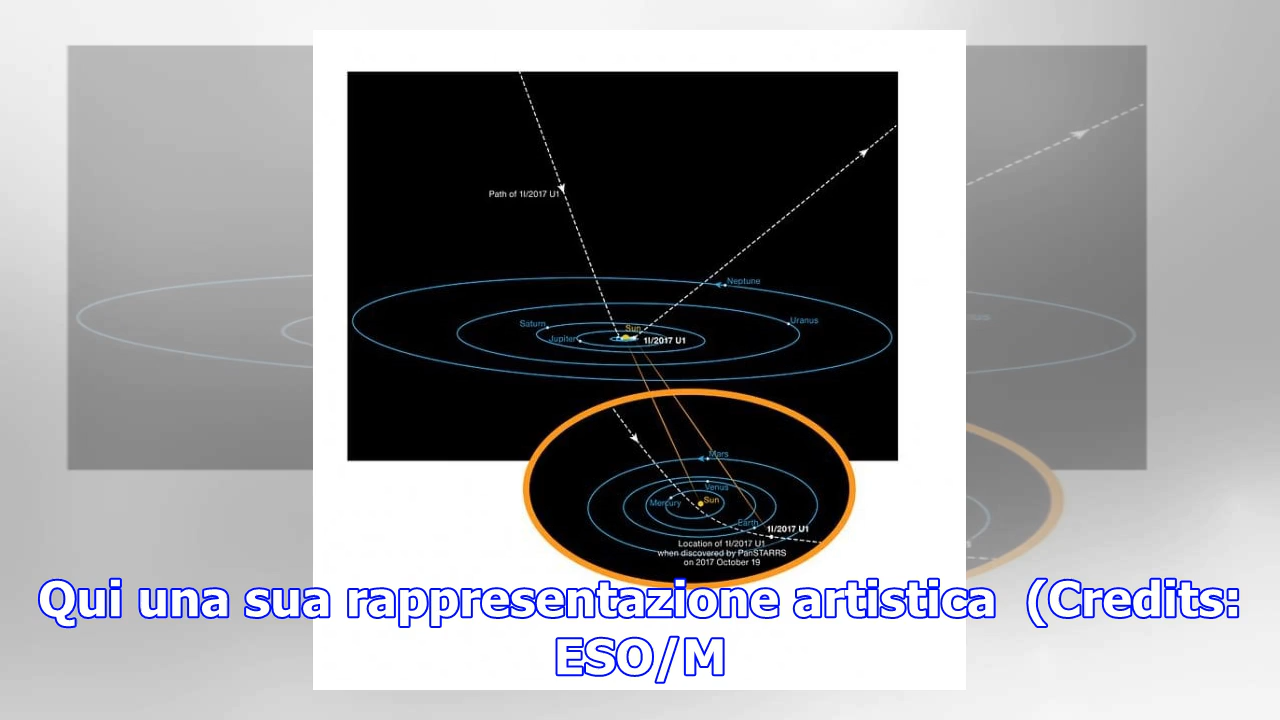 Path of 1I/2017 U1
Neptune
Saturn
Sun
Uranus
Jupiter
1I/2017 U1
Mars
Venus
Mercury
Sun
Earth
1I/2017 U1
Location of 1I/2017 U1
when discovered by PanSTARRS
on 2017 October 19
Qui una sua rappresentazione artistica (Credits:
ESO/M